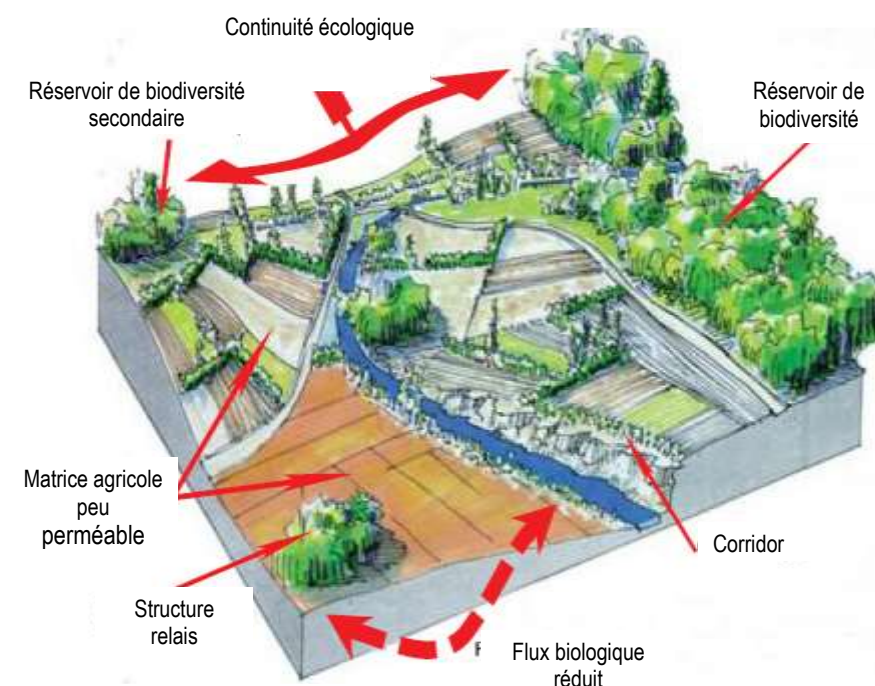 Continuité écologique
Réservoir de biodiversité
secondaire
Réservoir de
biodiversité
Matrice agricole
peu
perméable
Corridor
Structure
relais
Flux biologique
réduit